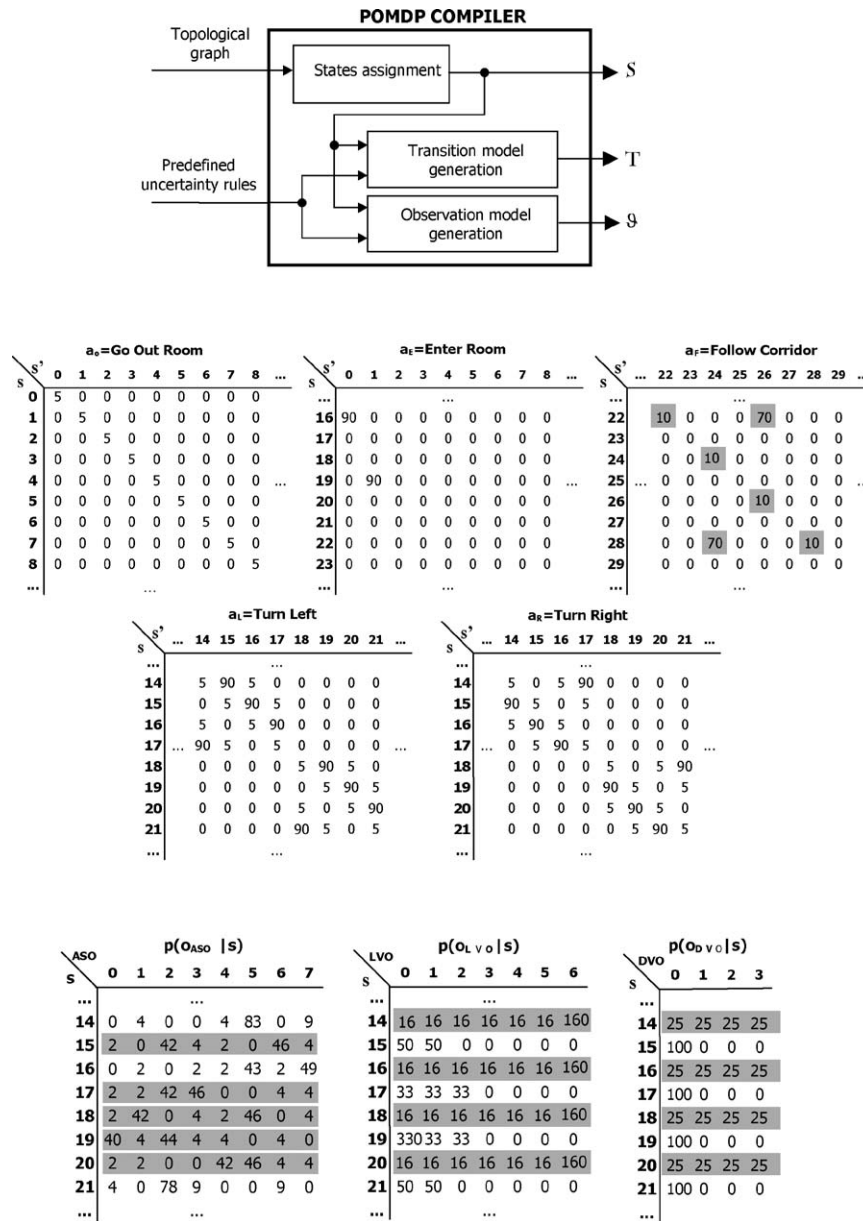 POMDP COMPILER
Topological
graph
States assignment
S
Transition model
generation
T
Predefined
uncertainty rules
Observation model
generation
ϑ
aₒ=Go Out Room
s s' 0 1 2 3 4 5 6 7 8 ...
0 5 0 0 0 0 0 0 0 0
1 0 5 0 0 0 0 0 0 0
2 0 0 5 0 0 0 0 0 0
3 0 0 0 5 0 0 0 0 0
4 0 0 0 0 5 0 0 0 0 ...
5 0 0 0 0 0 5 0 0 0
6 0 0 0 0 0 0 5 0 0
7 0 0 0 0 0 0 0 5 0
8 0 0 0 0 0 0 0 0 5
... ...
a_E=Enter Room
s s' 0 1 2 3 4 5 6 7 8 ...
... ...
16 90 0 0 0 0 0 0 0 0
17 0 0 0 0 0 0 0 0 0
18 0 0 0 0 0 0 0 0 0
19 0 90 0 0 0 0 0 0 0 ...
20 0 0 0 0 0 0 0 0 0
21 0 0 0 0 0 0 0 0 0
22 0 0 0 0 0 0 0 0 0
23 0 0 0 0 0 0 0 0 0
... ...
a_F=Follow Corridor
s s' ... 22 23 24 25 26 27 28 29 ...
... ...
22 10 0 0 0 70 0 0 0
23 0 0 0 0 0 0 0 0
24 0 0 10 0 0 0 0 0
25 ... 0 0 0 0 0 0 0 0 ...
26 0 0 0 0 10 0 0 0
27 0 0 0 0 0 0 0 0
28 0 0 70 0 0 0 10 0
29 0 0 0 0 0 0 0 0
... ...
a_L=Turn Left
s s' ... 14 15 16 17 18 19 20 21 ...
... ...
14 5 90 5 0 0 0 0 0
15 0 5 90 5 0 0 0 0
16 5 0 5 90 0 0 0 0
17 ... 90 5 0 5 0 0 0 0 ...
18 0 0 0 0 5 90 5 0
19 0 0 0 0 0 5 90 5
20 0 0 0 0 5 0 5 90
21 0 0 0 0 90 5 0 5
... ...
a_R=Turn Right
s s' ... 14 15 16 17 18 19 20 21 ...
... ...
14 5 0 5 90 0 0 0 0
15 90 5 0 5 0 0 0 0
16 5 90 5 0 0 0 0 0
17 ... 0 5 90 5 0 0 0 0 ...
18 0 0 0 0 5 0 5 90
19 0 0 0 0 90 5 0 5
20 0 0 0 0 5 90 5 0
21 0 0 0 0 0 5 90 5
... ...
p(o_ASO |s)
s ASO 0 1 2 3 4 5 6 7
... ...
14 0 4 0 0 4 83 0 9
15 2 0 42 4 2 0 46 4
16 0 2 0 2 2 43 2 49
17 2 2 42 46 0 0 4 4
18 2 42 0 4 2 46 0 4
19 40 4 44 4 4 0 4 0
20 2 2 0 0 42 46 4 4
21 4 0 78 9 0 0 9 0
... ...
p(o_LVO|s)
s LVO 0 1 2 3 4 5 6
... ...
14 16 16 16 16 16 16 160
15 50 50 0 0 0 0 0
16 16 16 16 16 16 16 160
17 33 33 33 0 0 0 0
18 16 16 16 16 16 16 160
19 330 33 33 0 0 0 0
20 16 16 16 16 16 16 160
21 50 50 0 0 0 0 0
... ...
p(o_DVO|s)
s DVO 0 1 2 3
...
14 25 25 25 25
15 100 0 0 0
16 25 25 25 25
17 100 0 0 0
18 25 25 25 25
19 100 0 0 0
20 25 25 25 25
21 100 0 0 0
...